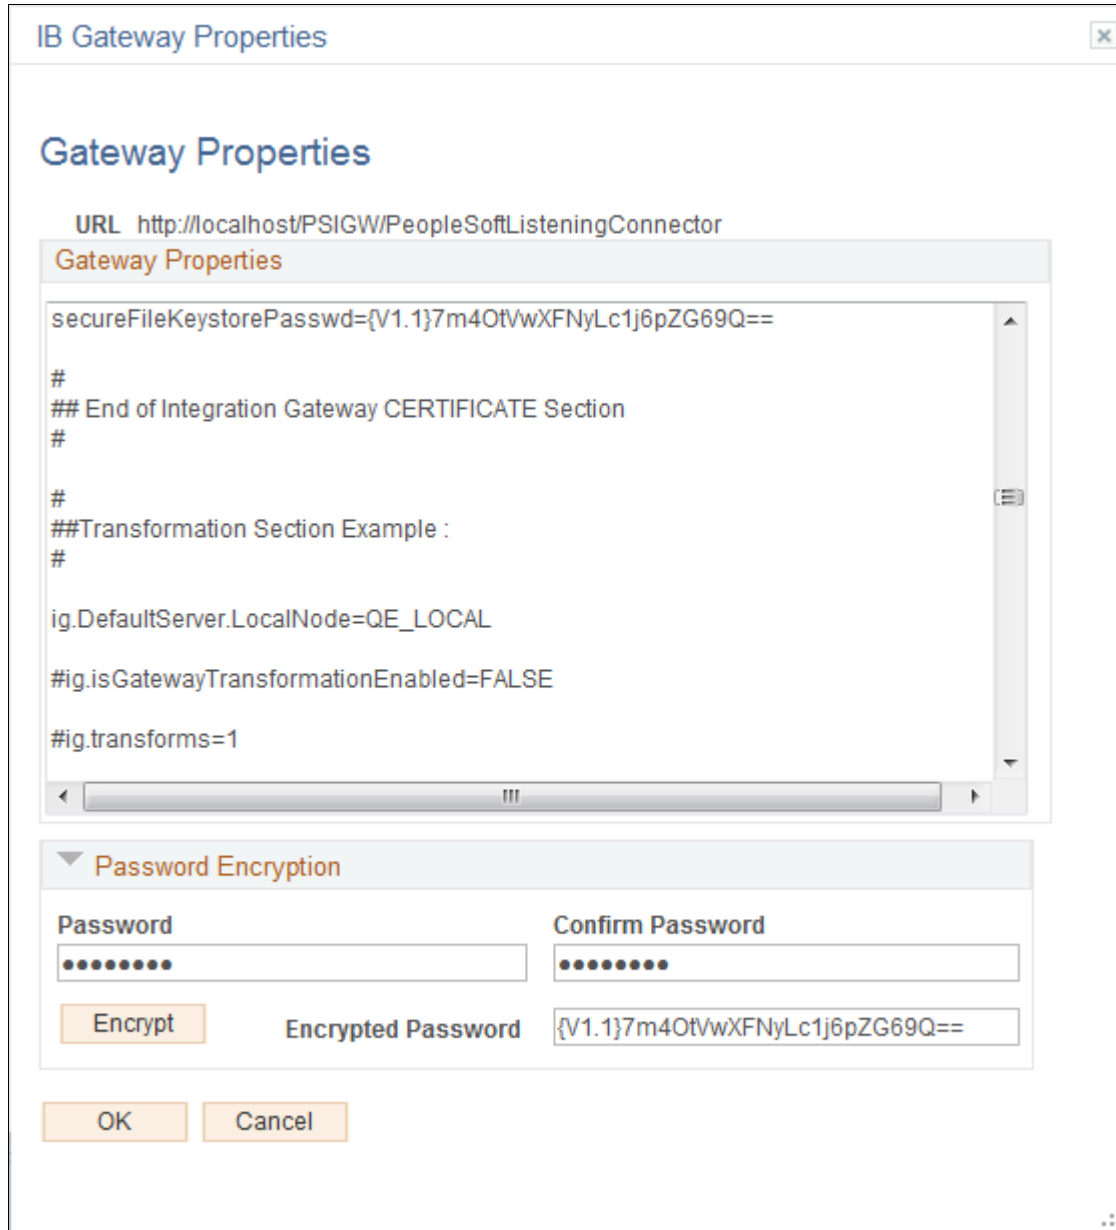 IB Gateway Properties
Gateway Properties
URL http://localhost/PSIGW/PeopleSoftListeningConnector
Gateway Properties
secureFileKeystorePasswd={V1.1}7m4OtVwXFNyLc1j6pZG69Q==
#
## End of Integration Gateway CERTIFICATE Section
#
#
##Transformation Section Example :
#
ig.DefaultServer.LocalNode=QE_LOCAL
#ig.isGatewayTransformationEnabled=FALSE
#ig.transforms=1
Password Encryption
Password Confirm Password
•••••••• ••••••••
Encrypt Encrypted Password {V1.1}7m4OtVwXFNyLc1j6pZG69Q==
OK Cancel